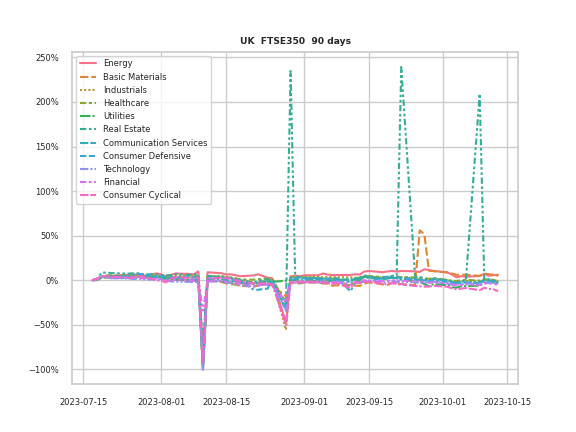 UK FTSE350 90 days
250%
200%
150%
100%
50%
0%
−50%
−100%
Energy
Basic Materials
Industrials
Healthcare
Utilities
Real Estate
Communication Services
Consumer Defensive
Technology
Financial
Consumer Cyclical
2023-07-15
2023-08-01
2023-08-15
2023-09-01
2023-09-15
2023-10-01
2023-10-15